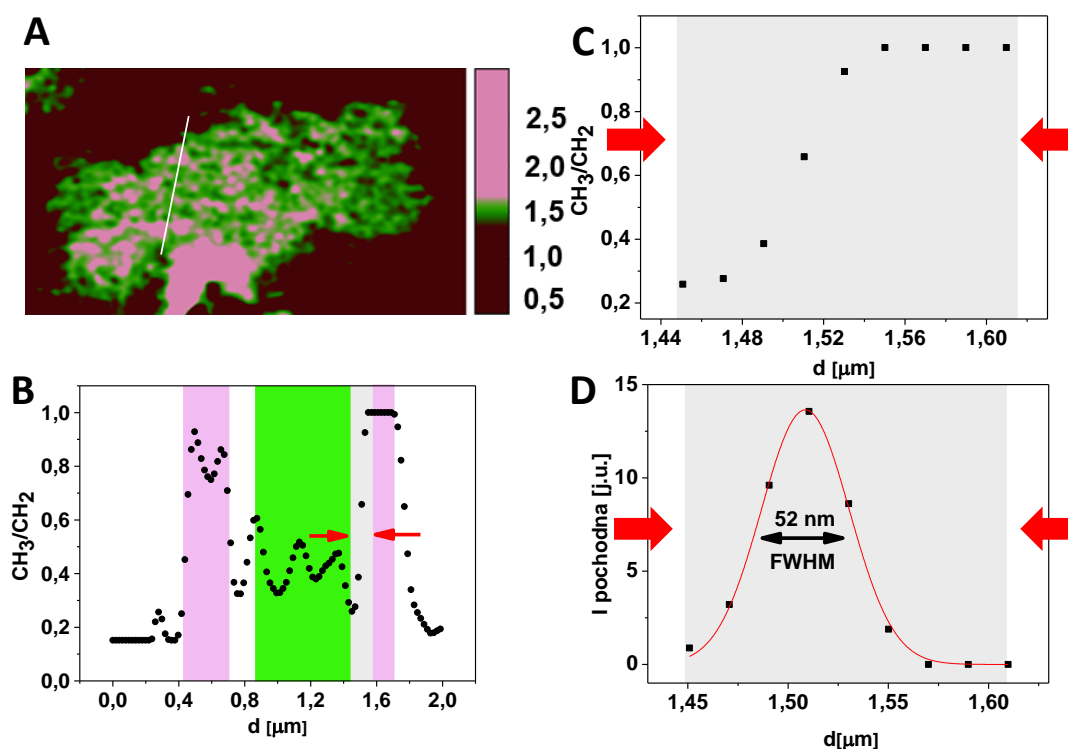 A
2,5
2,0
1,5
1,0
0,5
B
CH₃/CH₂
1,0
0,8
0,6
0,4
0,2
0,0
0,0 0,4 0,8 1,2 1,6 2,0
d [μm]
C
CH₃/CH₂
1,0
0,8
0,6
0,4
0,2
1,44 1,48 1,52 1,56 1,60
d [μm]
D
I pochodna [j.u.]
15
10
5
0
52 nm
FWHM
1,45 1,50 1,55 1,60
d[μm]